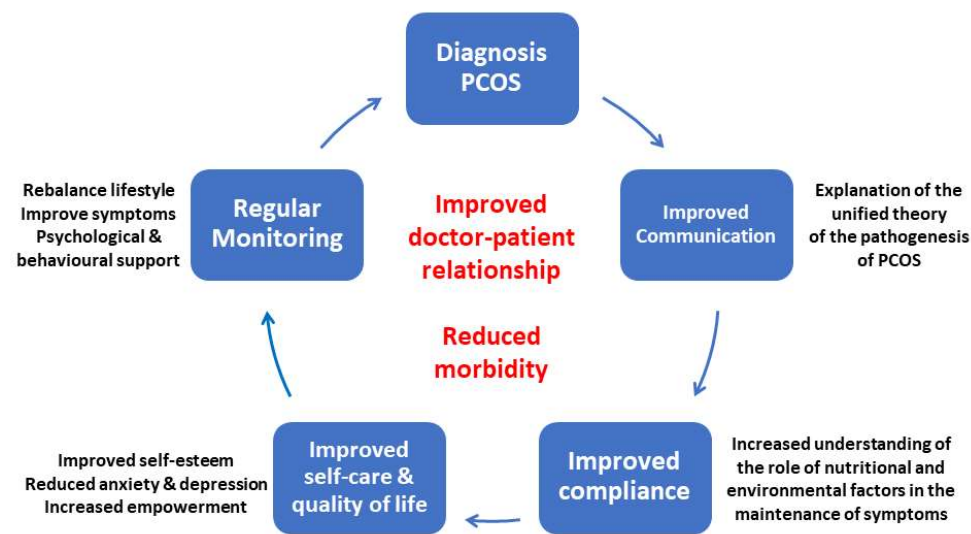 Diagnosis
PCOS
Improved
Communication
Explanation of the
unified theory
of the pathogenesis
of PCOS
Improved
compliance
Increased understanding of
the role of nutritional and
environmental factors in the
maintenance of symptoms
Improved
self-care &
quality of life
Improved self-esteem
Reduced anxiety & depression
Increased empowerment
Regular
Monitoring
Rebalance lifestyle
Improve symptoms
Psychological &
behavioural support
Improved
doctor-patient
relationship
Reduced
morbidity